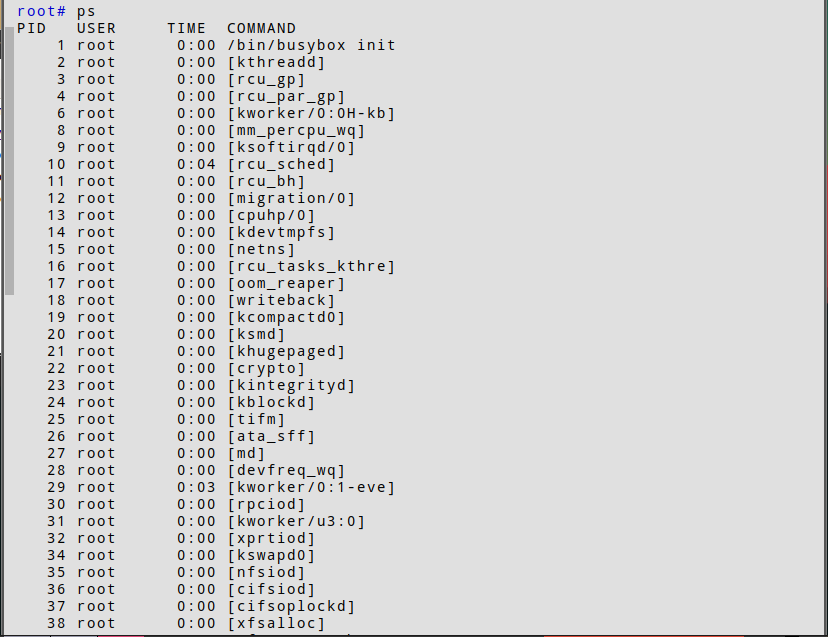 root# ps
PID   USER     TIME  COMMAND
    1 root      0:00 /bin/busybox init
    2 root      0:00 [kthreadd]
    3 root      0:00 [rcu_gp]
    4 root      0:00 [rcu_par_gp]
    6 root      0:00 [kworker/0:0H-kb]
    8 root      0:00 [mm_percpu_wq]
    9 root      0:00 [ksoftirqd/0]
   10 root      0:04 [rcu_sched]
   11 root      0:00 [rcu_bh]
   12 root      0:00 [migration/0]
   13 root      0:00 [cpuhp/0]
   14 root      0:00 [kdevtmpfs]
   15 root      0:00 [netns]
   16 root      0:00 [rcu_tasks_kthre]
   17 root      0:00 [oom_reaper]
   18 root      0:00 [writeback]
   19 root      0:00 [kcompactd0]
   20 root      0:00 [ksmd]
   21 root      0:00 [khugepaged]
   22 root      0:00 [crypto]
   23 root      0:00 [kintegrityd]
   24 root      0:00 [kblockd]
   25 root      0:00 [tifm]
   26 root      0:00 [ata_sff]
   27 root      0:00 [md]
   28 root      0:00 [devfreq_wq]
   29 root      0:03 [kworker/0:1-eve]
   30 root      0:00 [rpciod]
   31 root      0:00 [kworker/u3:0]
   32 root      0:00 [xprtiod]
   34 root      0:00 [kswapd0]
   35 root      0:00 [nfsiod]
   36 root      0:00 [cifsiod]
   37 root      0:00 [cifsoplockd]
   38 root      0:00 [xfsalloc]